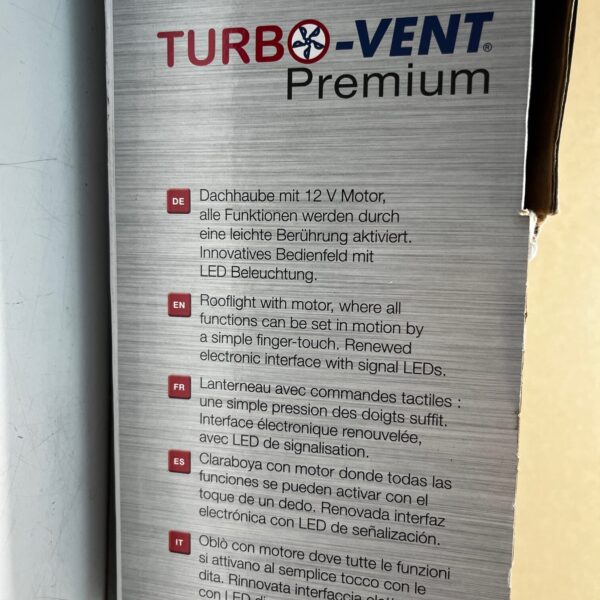 TURBO-VENT®
Premium
DE Dachhaube mit 12 V Motor,
alle Funktionen werden durch
eine leichte Berührung aktiviert.
Innovatives Bedienfeld mit
LED Beleuchtung.
EN Rooflight with motor, where all
functions can be set in motion by
a simple finger-touch. Renewed
electronic interface with signal LEDs.
FR Lanterneau avec commandes tactiles :
une simple pression des doigts suffit.
Interface électronique renouvelée,
avec LED de signalisation.
ES Claraboya con motor donde todas las
funciones se pueden activar con el
toque de un dedo. Renovada interfaz
electrónica con LED de señalización.
IT Oblò con motore dove tutte le funzioni
si attivano al semplice tocco con le
dita. Rinnovata interfaccia
con LED